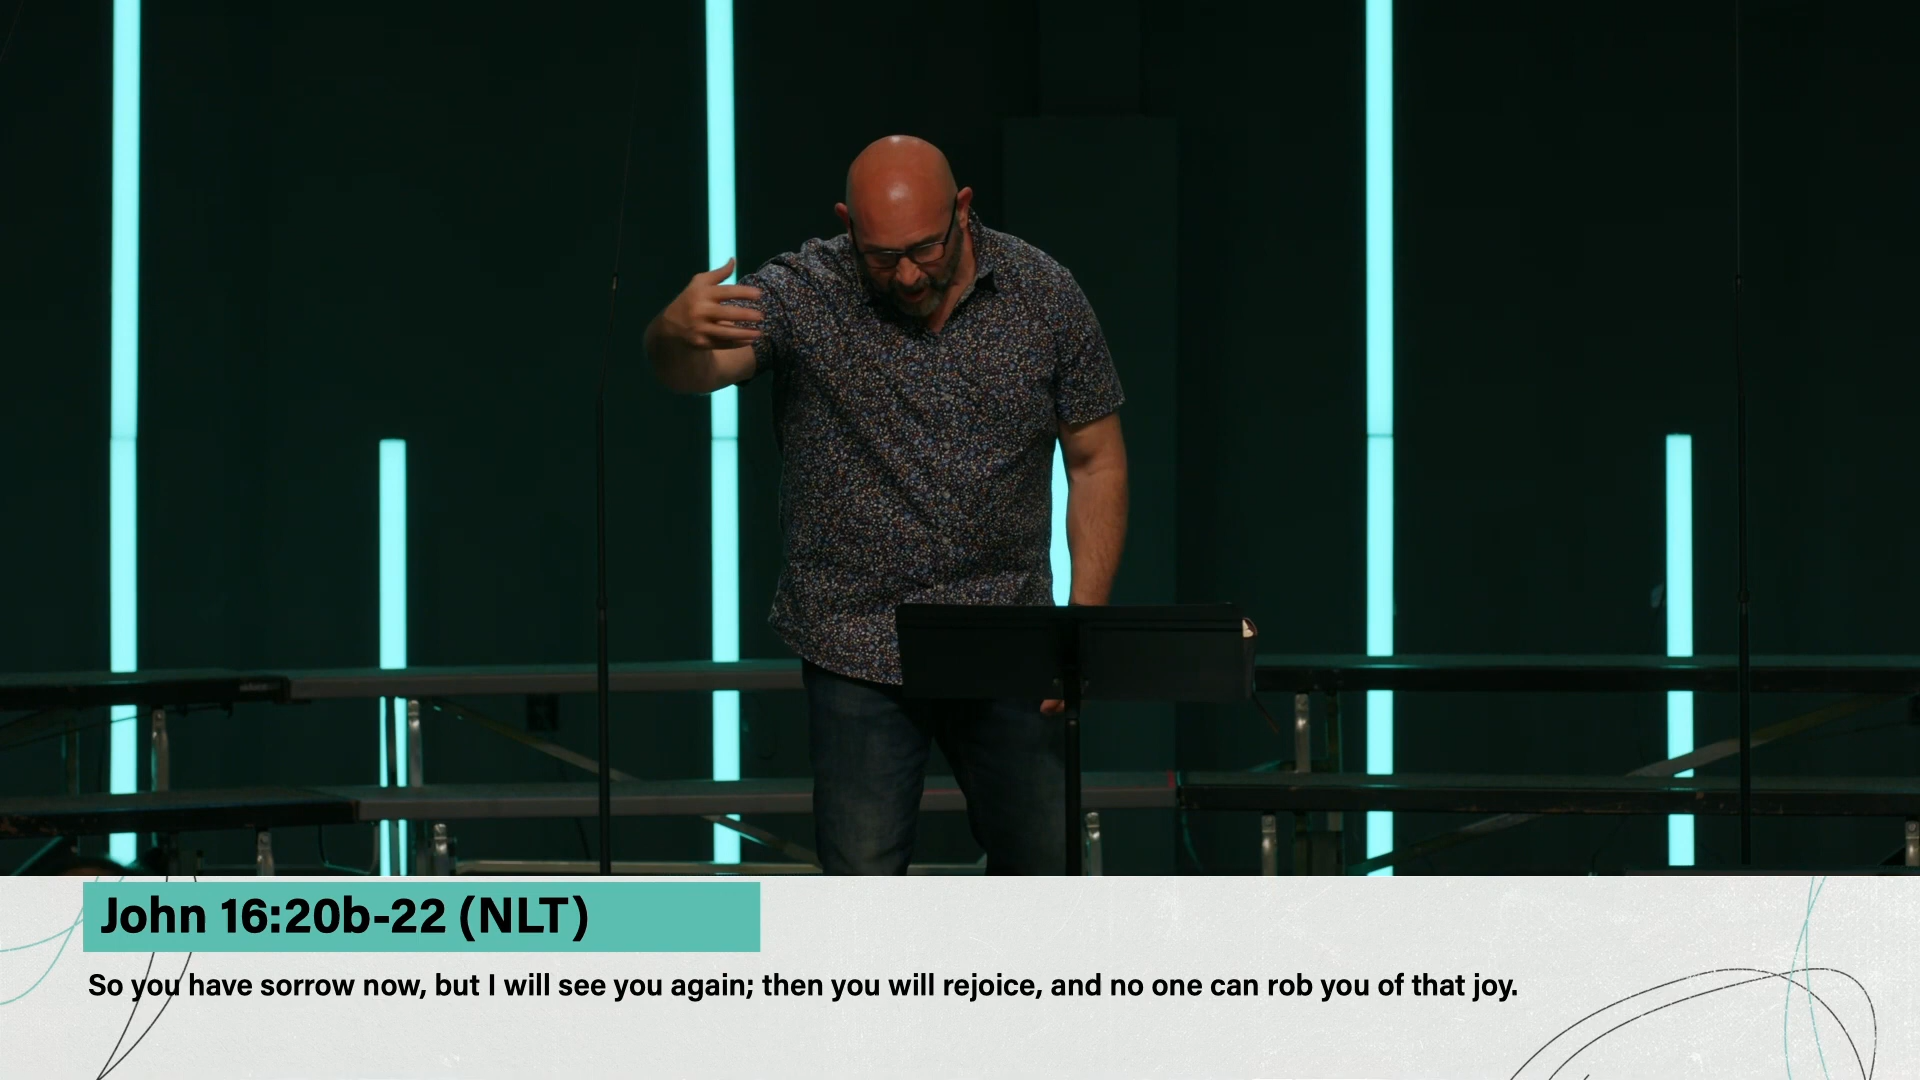 John 16:20b-22 (NLT)
So you have sorrow now, but I will see you again; then you will rejoice, and no one can rob you of that joy.